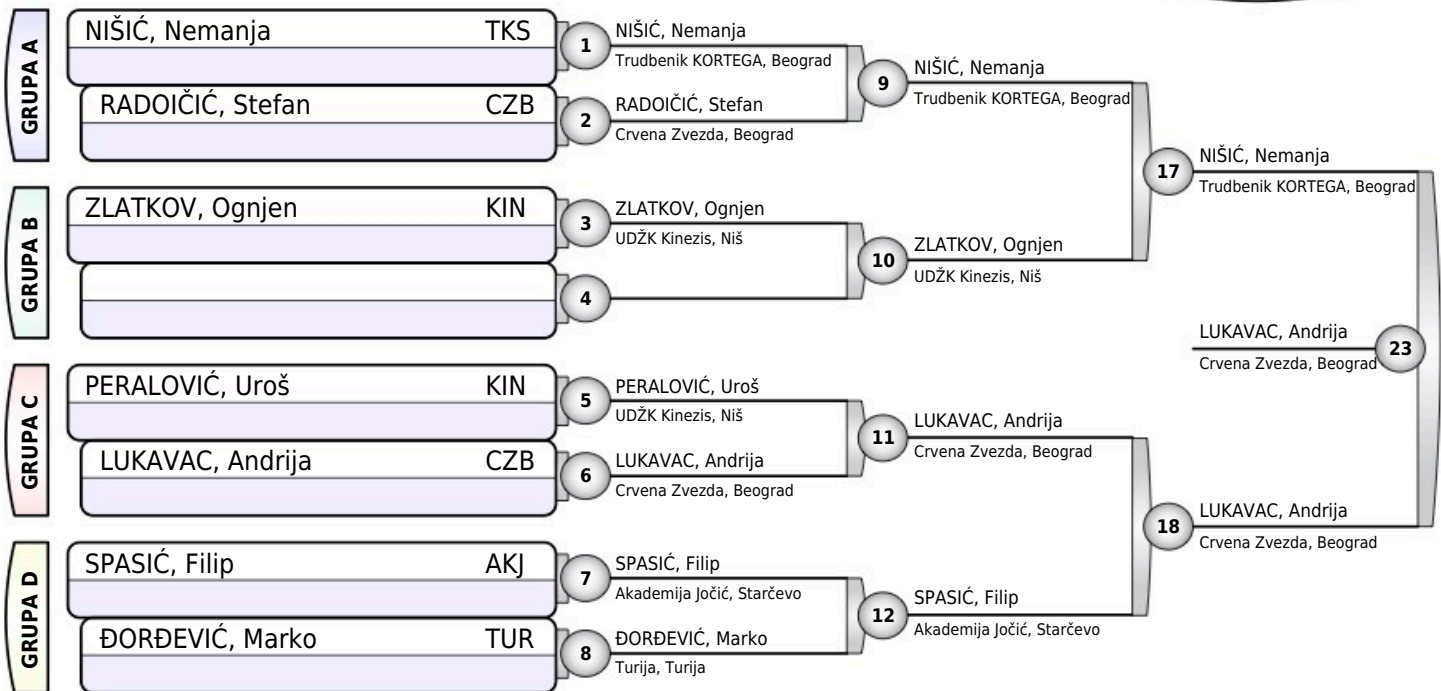 GRUPA A
NIŠIĆ, Nemanja TKS
RADOIČIĆ, Stefan CZB
GRUPA B
ZLATKOV, Ognjen KIN
GRUPA C
PERALOVIĆ, Uroš KIN
LUKAVAC, Andrija CZB
GRUPA D
SPASIĆ, Filip AKJ
ĐORĐEVIĆ, Marko TUR
1
NIŠIĆ, Nemanja
Trudbenik KORTEGA, Beograd
2
RADOIČIĆ, Stefan
Crvena Zvezda, Beograd
3
ZLATKOV, Ognjen
UDŽK Kinezis, Niš
4
5
PERALOVIĆ, Uroš
UDŽK Kinezis, Niš
6
LUKAVAC, Andrija
Crvena Zvezda, Beograd
7
SPASIĆ, Filip
Akademija Jočić, Starčevo
8
ĐORĐEVIĆ, Marko
Turija, Turija
9
NIŠIĆ, Nemanja
Trudbenik KORTEGA, Beograd
10
ZLATKOV, Ognjen
UDŽK Kinezis, Niš
11
LUKAVAC, Andrija
Crvena Zvezda, Beograd
12
SPASIĆ, Filip
Akademija Jočić, Starčevo
17
NIŠIĆ, Nemanja
Trudbenik KORTEGA, Beograd
18
LUKAVAC, Andrija
Crvena Zvezda, Beograd
LUKAVAC, Andrija
Crvena Zvezda, Beograd
23